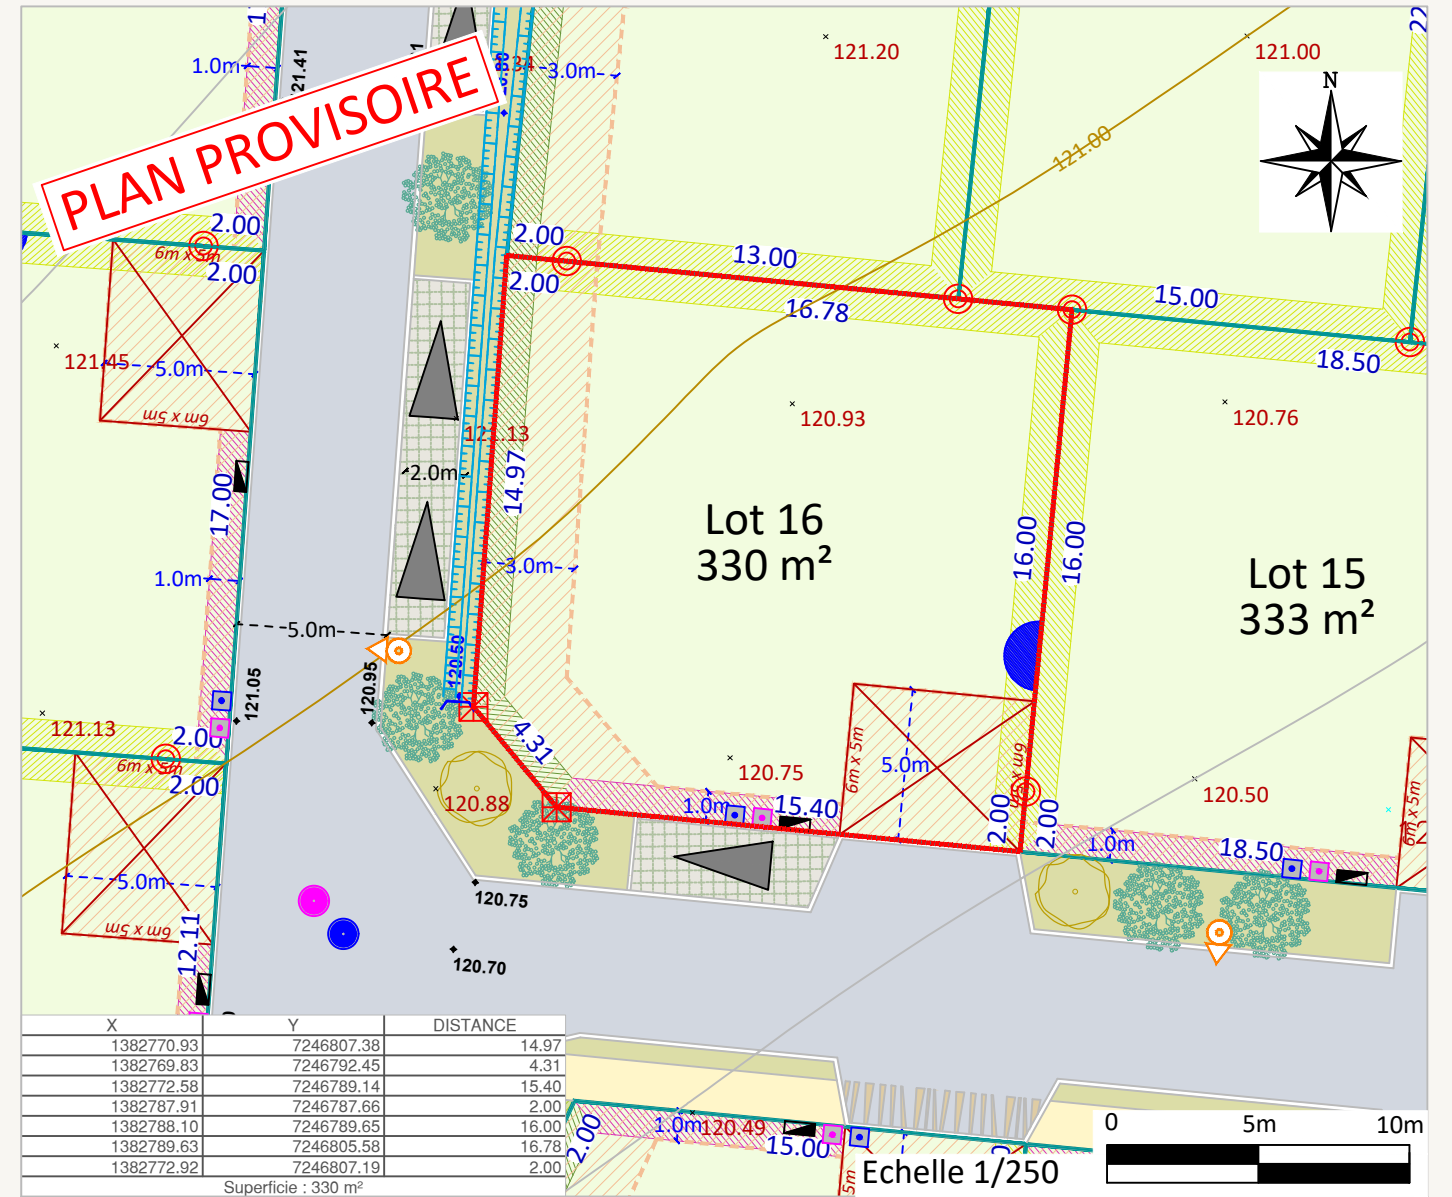 PLAN PROVISOIRE
1.0m
121.41
-3.0m-
121.20
121.00
22
N
121.00
2.00
6m x 5m
2.00
2.00
2.00
13.00
16.78
15.00
18.50
121.45
-5.0m-
6m x 5m
17.00
121.13
-2.0m-
14.97
120.93
120.76
Lot 16
330 m²
16.00
16.00
Lot 15
333 m²
1.0m
-3.0m-
-5.0m-
120.50
121.05
120.95
121.13
2.00
6m x 5m
2.00
4.31
120.75
6m x 5m
5.0m
6m x 5m
120.50
6m x 5m
120.88
1.0m
15.40
2.00
2.00
1.0m
18.50
-5.0m-
6m x 5m
12.11
120.75
120.70
X Y DISTANCE
1382770.93 7246807.38 14.97
1382769.83 7246792.45 4.31
1382772.58 7246789.14 15.40
1382787.91 7246787.66 2.00
1382788.10 7246789.65 16.00
1382789.63 7246805.58 16.78
1382772.92 7246807.19 2.00
Superficie : 330 m²
2.00
1.0m
120.49
15.00
5m
Echelle 1/250
0 5m 10m